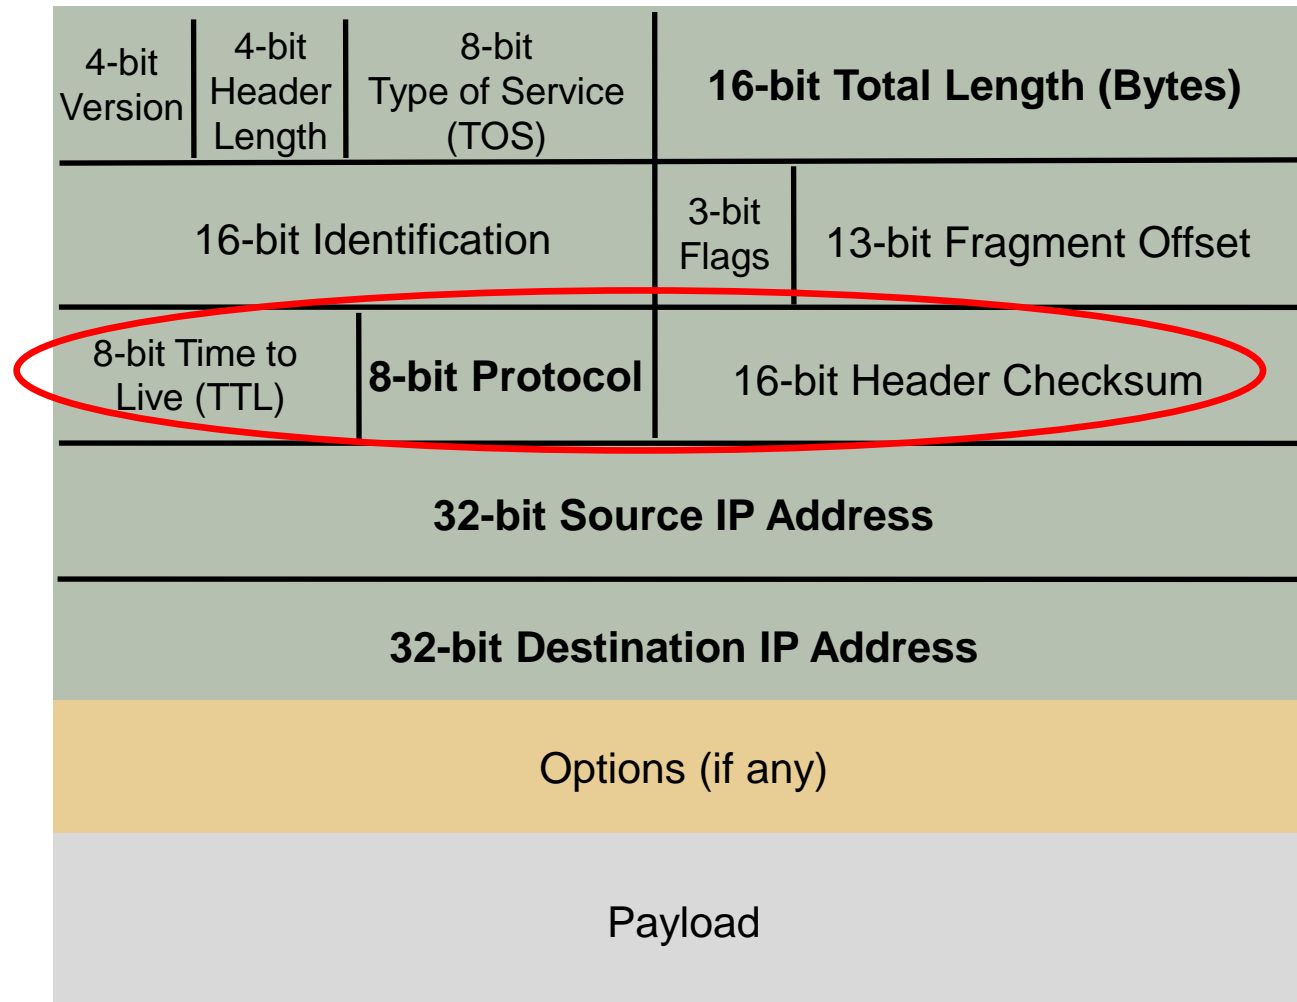 4-bit
Version
4-bit
Header
Length
8-bit
Type of Service
(TOS)
16-bit Total Length (Bytes)
16-bit Identification
3-bit
Flags
13-bit Fragment Offset
8-bit Time to
Live (TTL)
8-bit Protocol
16-bit Header Checksum
32-bit Source IP Address
32-bit Destination IP Address
Options (if any)
Payload